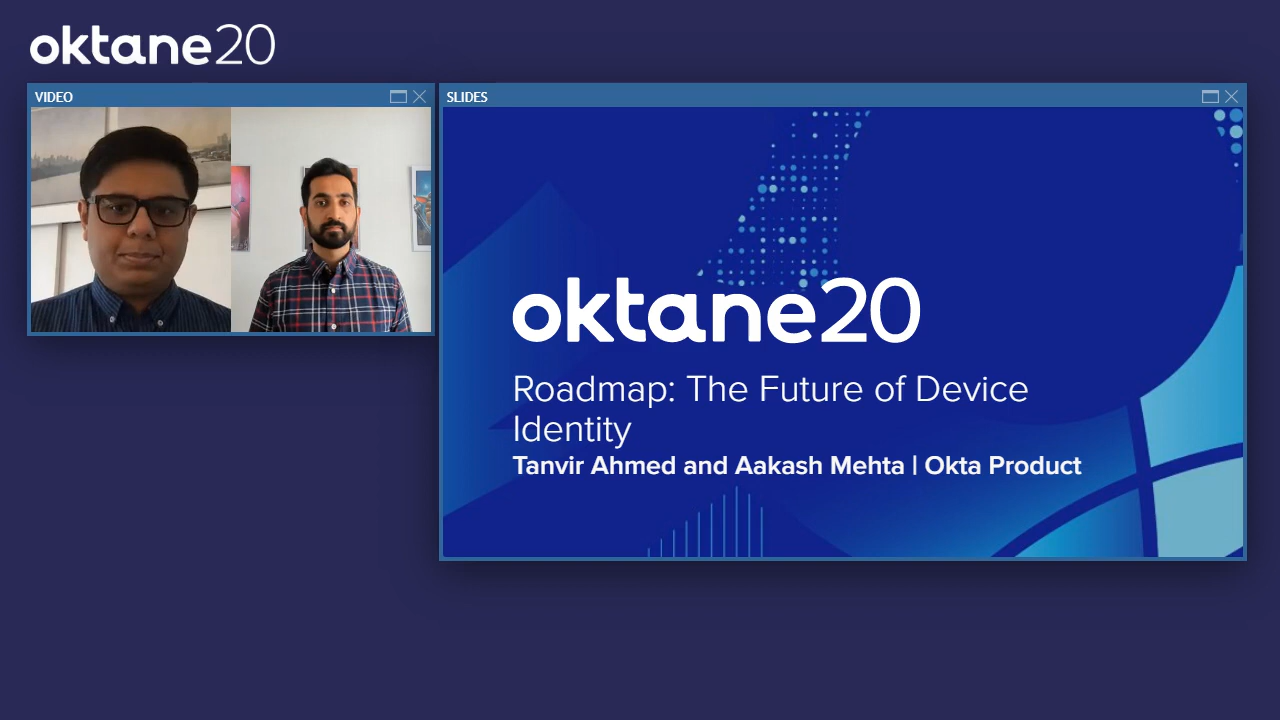 oktane20
VIDEO
SLIDES
oktane20
Roadmap: The Future of Device
Identity
Tanvir Ahmed and Aakash Mehta | Okta Product